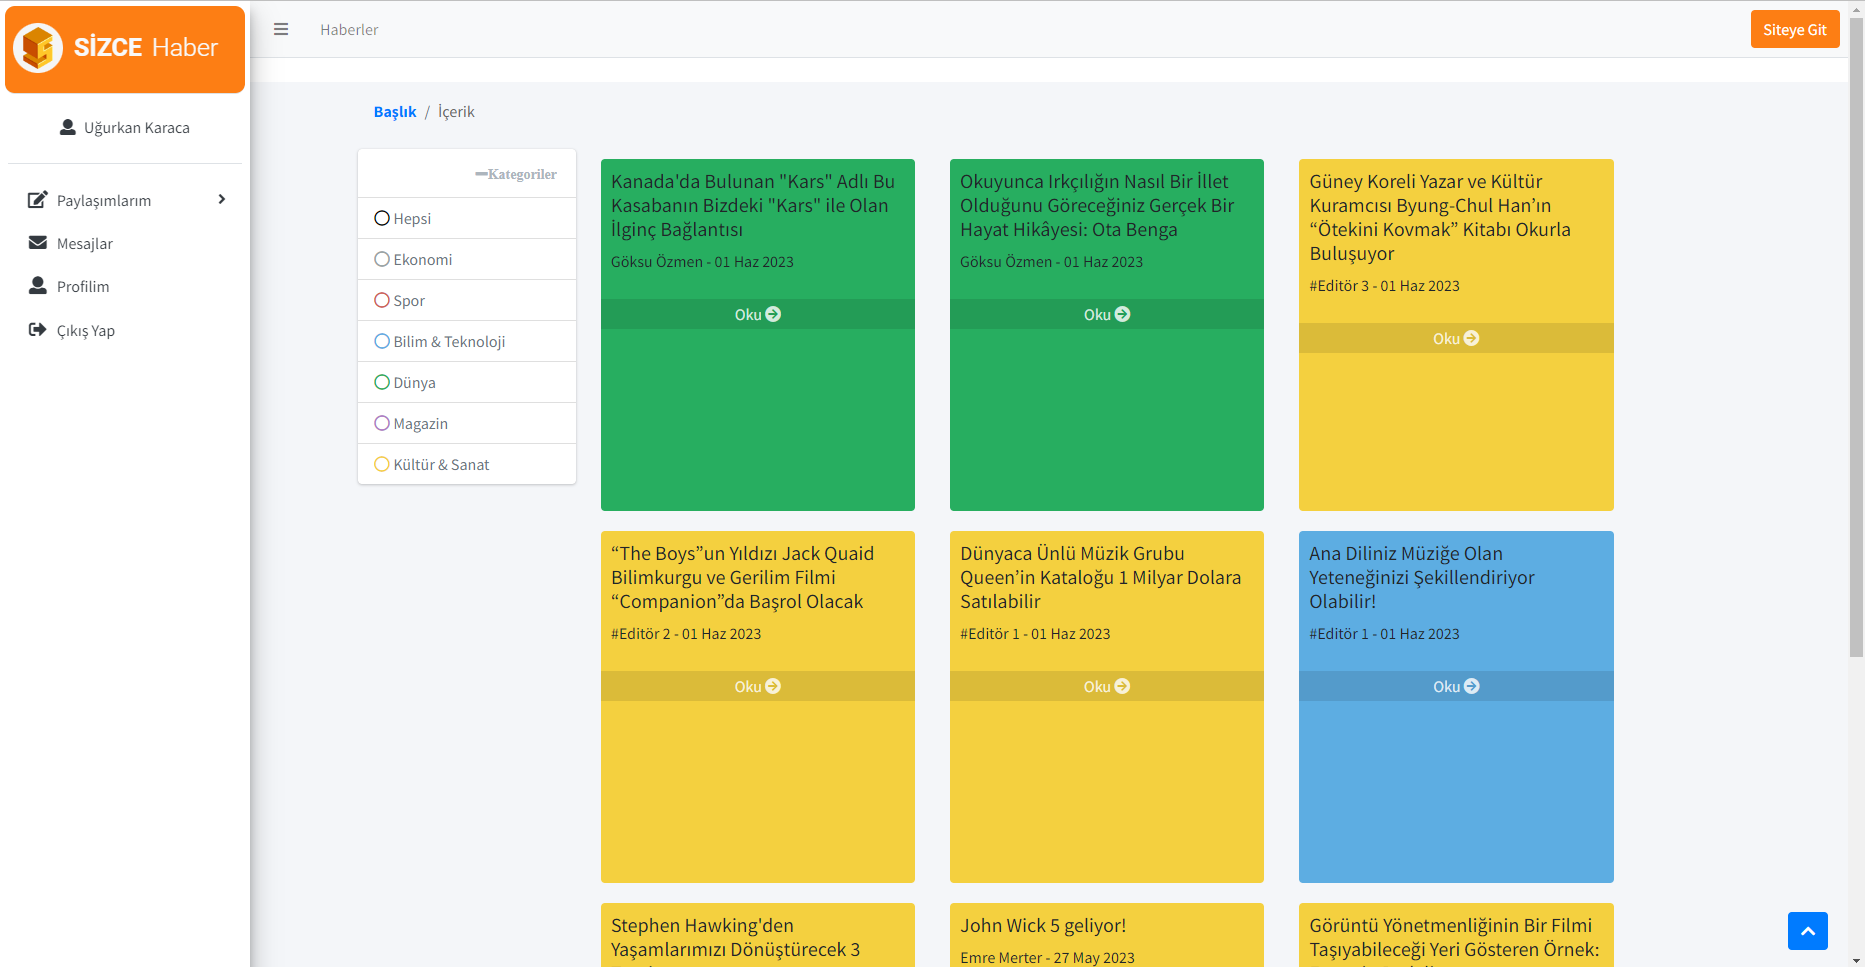 SİZCE Haber
Haberler
Siteye Git
Uğurkan Karaca
Paylaşımlarım
Mesajlar
Profilim
Çıkış Yap
Başlık / İçerik
Kategoriler
Hepsi
Ekonomi
Spor
Bilim & Teknoloji
Dünya
Magazin
Kültür & Sanat
Kanada'da Bulunan "Kars" Adlı Bu
Kasabanın Bizdeki "Kars" ile Olan
İlginç Bağlantısı
Göksu Özmen - 01 Haz 2023
Oku
Okuyunca Irkçılığın Nasıl Bir İllet
Olduğunu Göreceğiniz Gerçek Bir
Hayat Hikâyesi: Ota Benga
Göksu Özmen - 01 Haz 2023
Oku
Güney Koreli Yazar ve Kültür
Kuramcısı Byung-Chul Han’ın
“Ötekini Kovmak” Kitabı Okurla
Buluşuyor
#Editör 3 - 01 Haz 2023
Oku
“The Boys”un Yıldızı Jack Quaid
Bilimkurgu ve Gerilim Filmi
“Companion”da Başrol Olacak
#Editör 2 - 01 Haz 2023
Oku
Dünyaca Ünlü Müzik Grubu
Queen’in Kataloğu 1 Milyar Dolara
Satılabilir
#Editör 1 - 01 Haz 2023
Oku
Ana Diliniz Müziğe Olan
Yeteneğinizi Şekillendiriyor
Olabilir!
#Editör 1 - 01 Haz 2023
Oku
Stephen Hawking'den
Yaşamlarımızı Dönüştürecek 3
John Wick 5 geliyor!
Emre Merter - 27 May 2023
Görüntü Yönetmenliğinin Bir Filmi
Taşıyabileceği Yeri Gösteren Örnek: